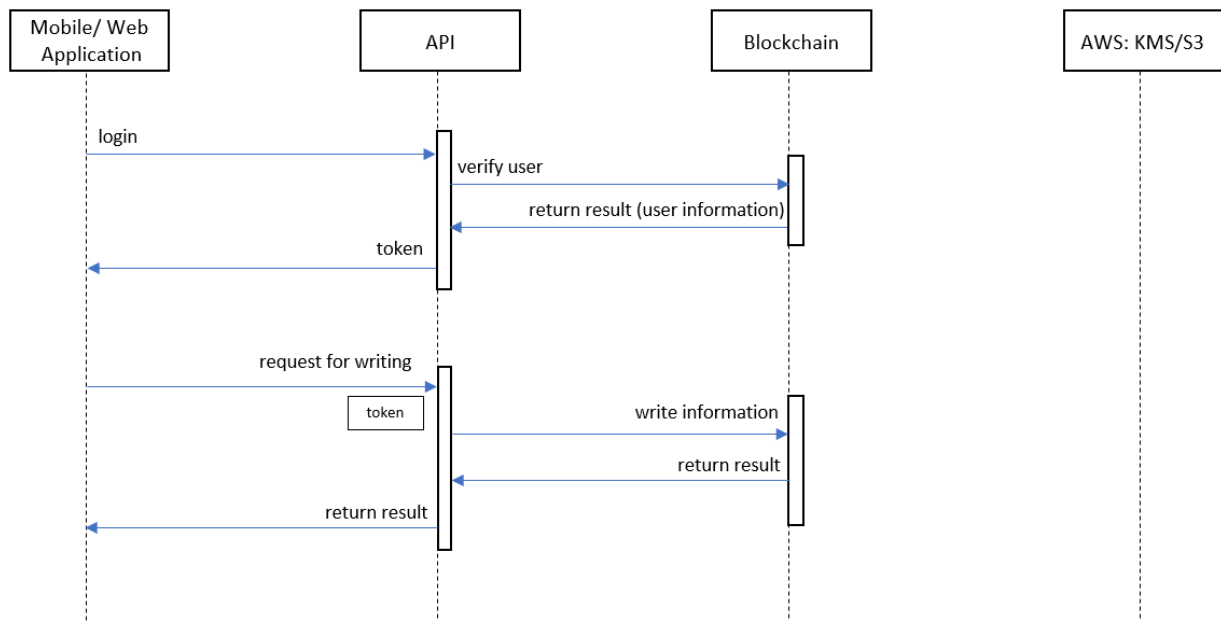 Mobile/ Web
Application
API
Blockchain
AWS: KMS/S3
login
verify user
return result (user information)
token
request for writing
token
write information
return result
return result